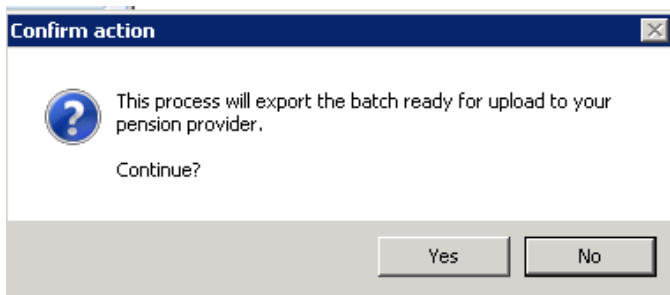 Confirm action
This process will export the batch ready for upload to your
pension provider.
Continue?
Yes No